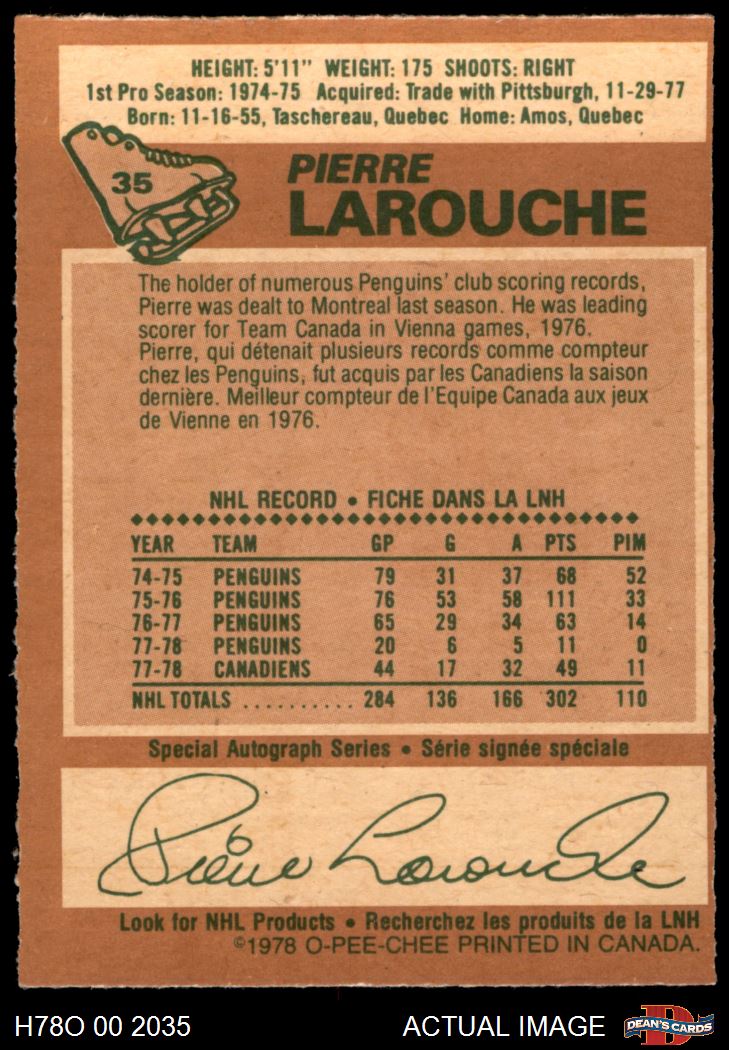 HEIGHT: 5'11" WEIGHT: 175 SHOOTS: RIGHT
1st Pro Season: 1974-75 Acquired: Trade with Pittsburgh, 11-29-77
Born: 11-16-55, Taschereau, Quebec Home: Amos, Quebec
35
PIERRE
LAROUCHE
The holder of numerous Penguins' club scoring records,
Pierre was dealt to Montreal last season. He was leading
scorer for Team Canada in Vienna games, 1976.
Pierre, qui détenait plusieurs records comme compteur
chez les Penguins, fut acquis par les Canadiens la saison
dernière. Meilleur compteur de l'Equipe Canada aux jeux
de Vienne en 1976.
NHL RECORD • FICHE DANS LA LNH
YEAR TEAM GP G A PTS PIM
74-75 PENGUINS 79 31 37 68 52
75-76 PENGUINS 76 53 58 111 33
76-77 PENGUINS 65 29 34 63 14
77-78 PENGUINS 20 6 5 11 0
77-78 CANADIENS 44 17 32 49 11
NHL TOTALS .......... 284 136 166 302 110
Special Autograph Series • Série signée spéciale
Pierre Larouche
Look for NHL Products • Recherchez les produits de la LNH
©1978 O-PEE-CHEE PRINTED IN CANADA.
H78O 00 2035 ACTUAL IMAGE
D
DEAN'S CARDS